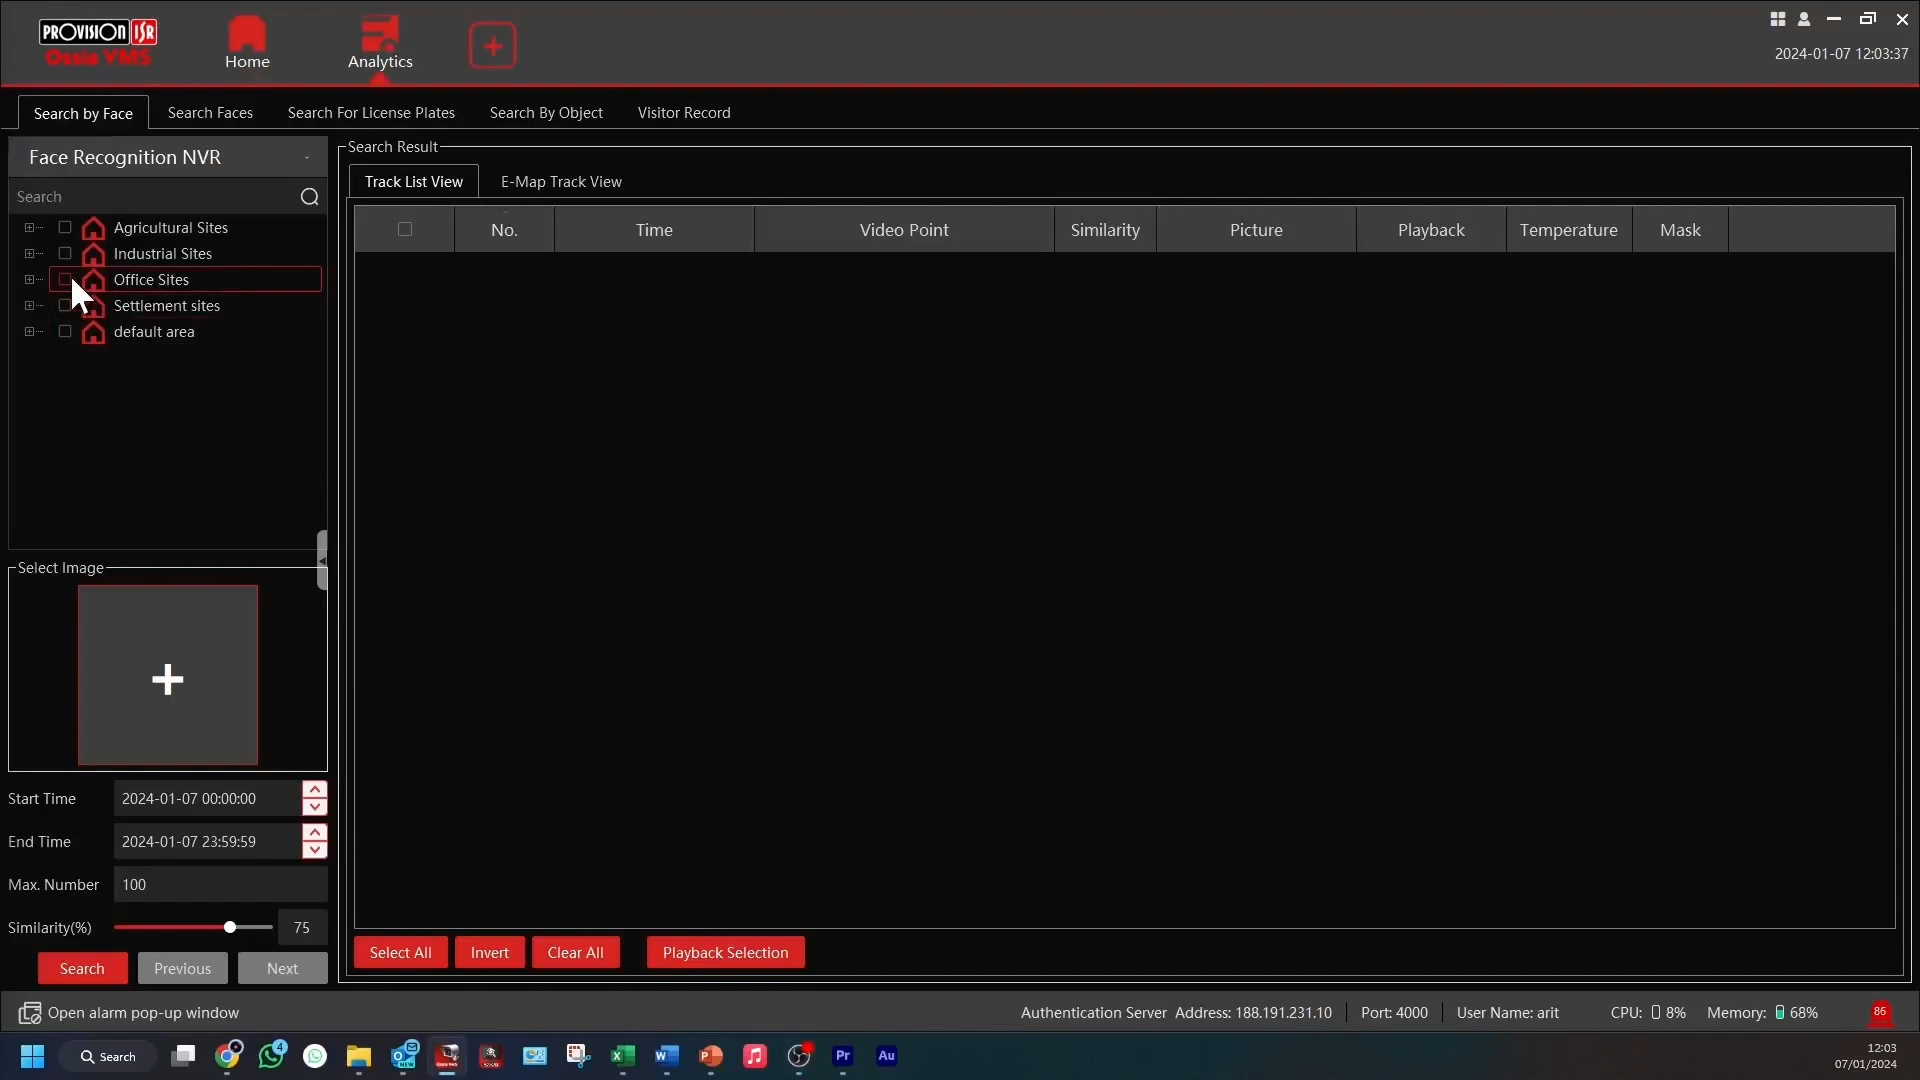 PROVISION ISR
Ossia VMS
Home
Analytics
2024-01-07 12:03:37
Search by Face
Search Faces
Search For License Plates
Search By Object
Visitor Record
Face Recognition NVR
Search
Agricultural Sites
Industrial Sites
Office Sites
Settlement sites
default area
Select Image
Start Time 2024-01-07 00:00:00
End Time 2024-01-07 23:59:59
Max. Number 100
Similarity(%) 75
Search Previous Next
Search Result
Track List View E-Map Track View
No. Time Video Point Similarity Picture Playback Temperature Mask
Select All Invert Clear All Playback Selection
Open alarm pop-up window
Authentication Server Address: 188.191.231.10 Port: 4000 User Name: arit CPU: 8% Memory: 68% 86
Search
4
NEW
Pr
Au
12:03
07/01/2024